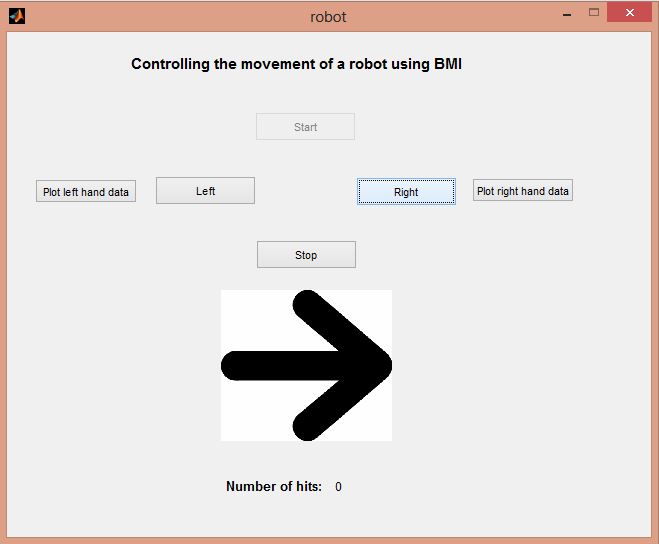 robot
Controlling the movement of a robot using BMI
Start
Plot left hand data Left Right Plot right hand data
Stop
Number of hits: 0